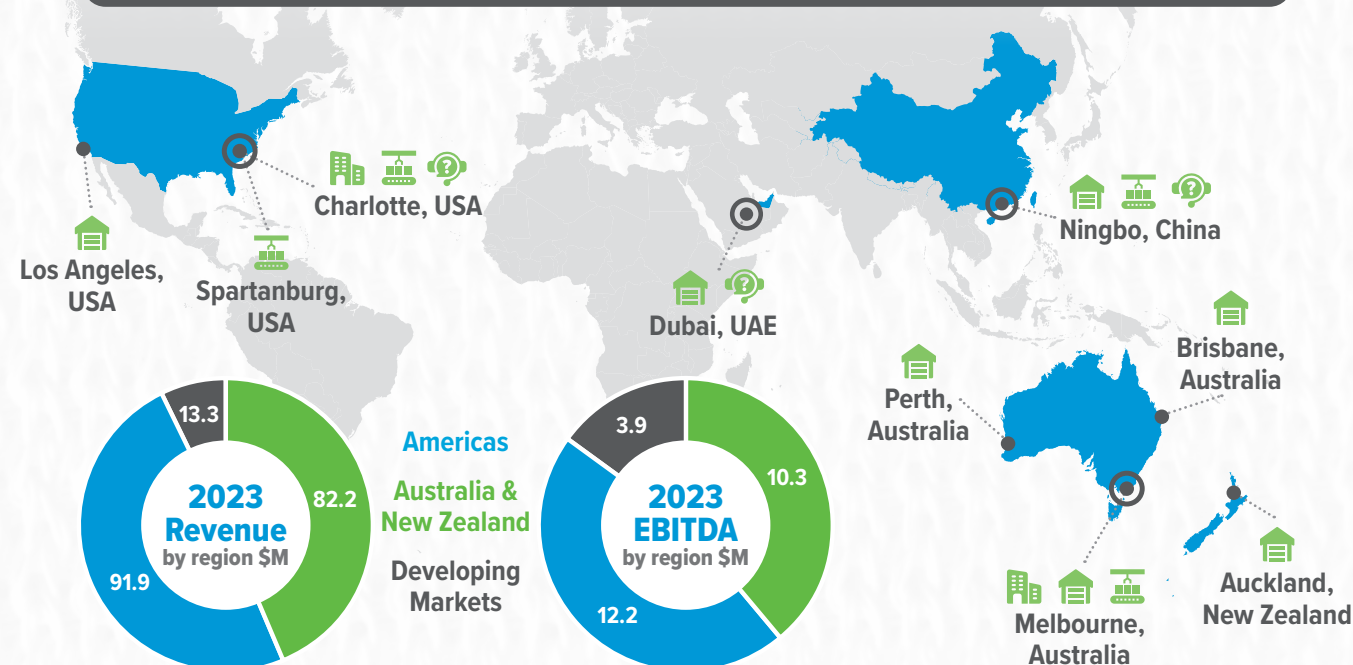 Charlotte, USA
Los Angeles,
USA
Spartanburg,
USA
Dubai, UAE
Ningbo, China
Brisbane,
Australia
Perth,
Australia
Melbourne,
Australia
Auckland,
New Zealand
13.3
82.2
91.9
2023
Revenue
by region $M
Americas
Australia &
New Zealand
Developing
Markets
3.9
10.3
12.2
2023
EBITDA
by region $M